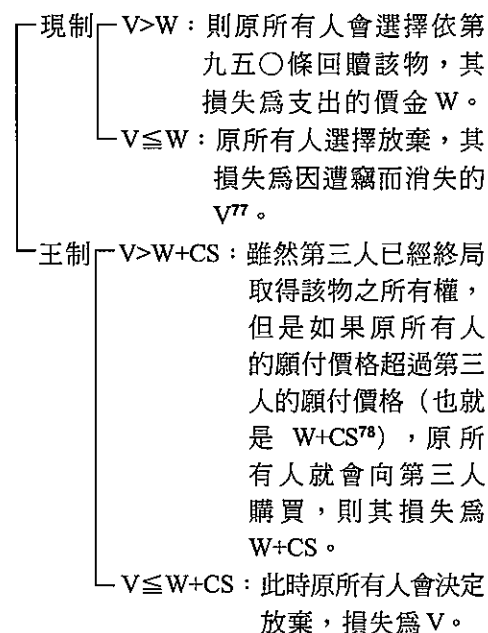 現制 V>W：則原所有人會選擇依第
九五〇條回贖該物，其
損失爲支出的價金W。
V≦W：原所有人選擇放棄，其
損失爲因遭竊而消失的
V77。
王制 V>W+CS：雖然第三人已經終局
取得該物之所有權，
但是如果原所有人
的願付價格超過第三
人的願付價格（也就
是 W+CS78），原所
有人就會向第三人
購買，則其損失爲
W+CS。
V≦W+CS：此時原所有人會決定
放棄，損失爲V。